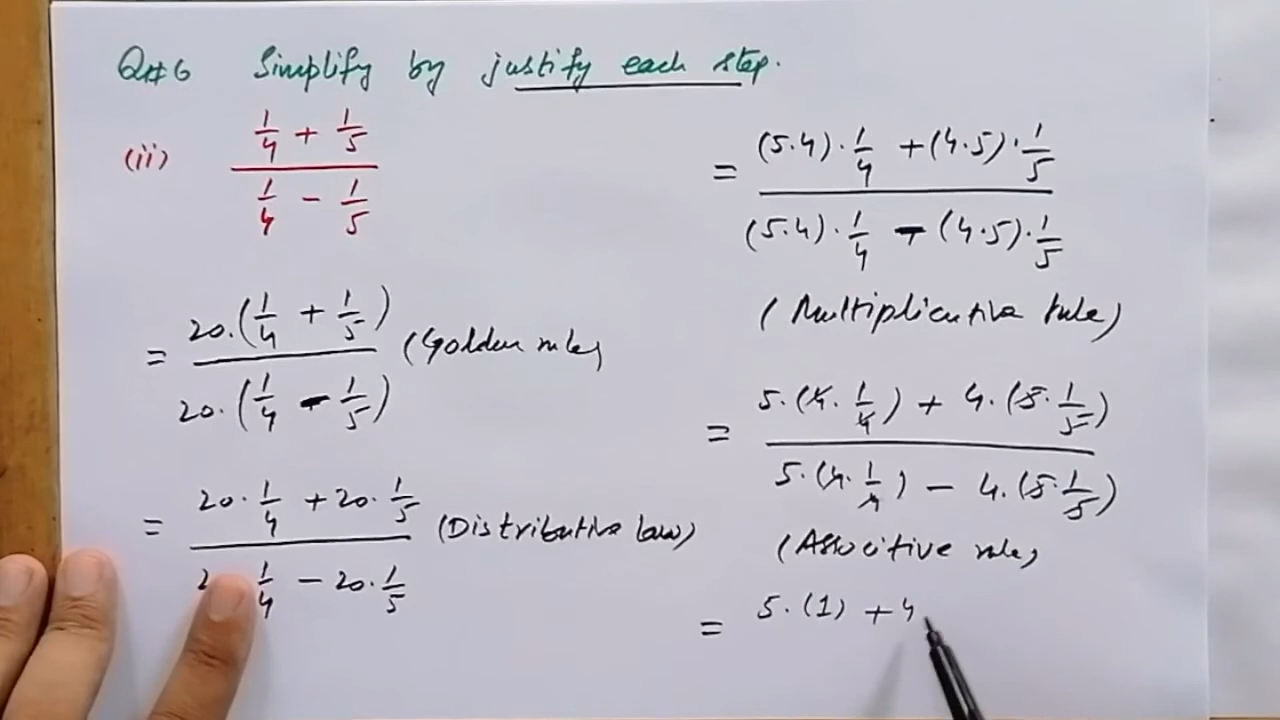 Q#6 Simplify by justify each step.
(ii) (1/4 + 1/5) / (1/4 - 1/5)
= 20.(1/4 + 1/5) / 20.(1/4 - 1/5) (Golden rule)
= 20.1/4 + 20.1/5 / 2 1/4 - 20.1/5 (Distributive law)
= (5.4).1/4 + (4.5).1/5 / (5.4).1/4 - (4.5).1/5
(Multiplicutive rule)
= 5.(4.1/4) + 4.(5.1/5) / 5.(4.1/4) - 4.(5.1/5)
(Associtive rule)
= 5.(1) + 4